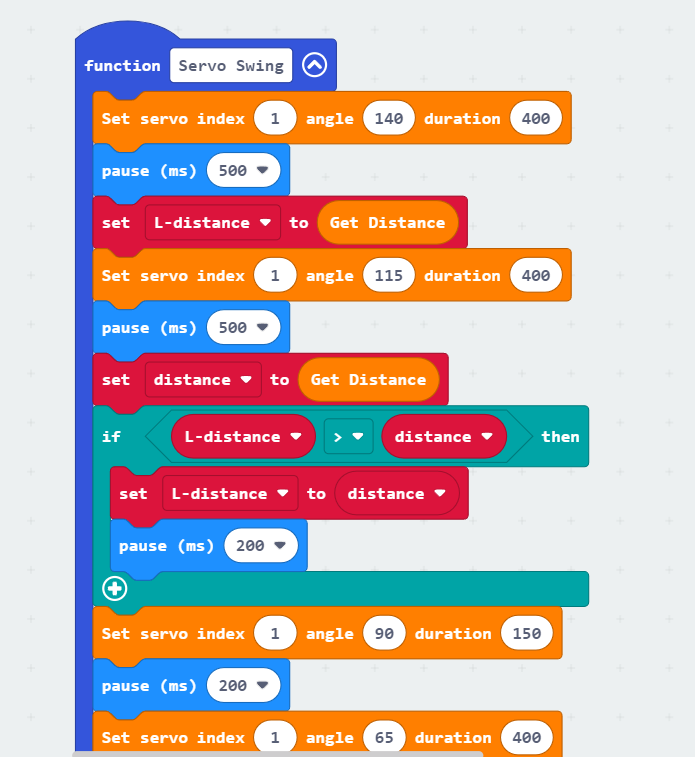 function Servo Swing
Set servo index 1 angle 140 duration 400
pause (ms) 500
set L-distance to Get Distance
Set servo index 1 angle 115 duration 400
pause (ms) 500
set distance to Get Distance
if L-distance > distance then
set L-distance to distance
pause (ms) 200
Set servo index 1 angle 90 duration 150
pause (ms) 200
Set servo index 1 angle 65 duration 400